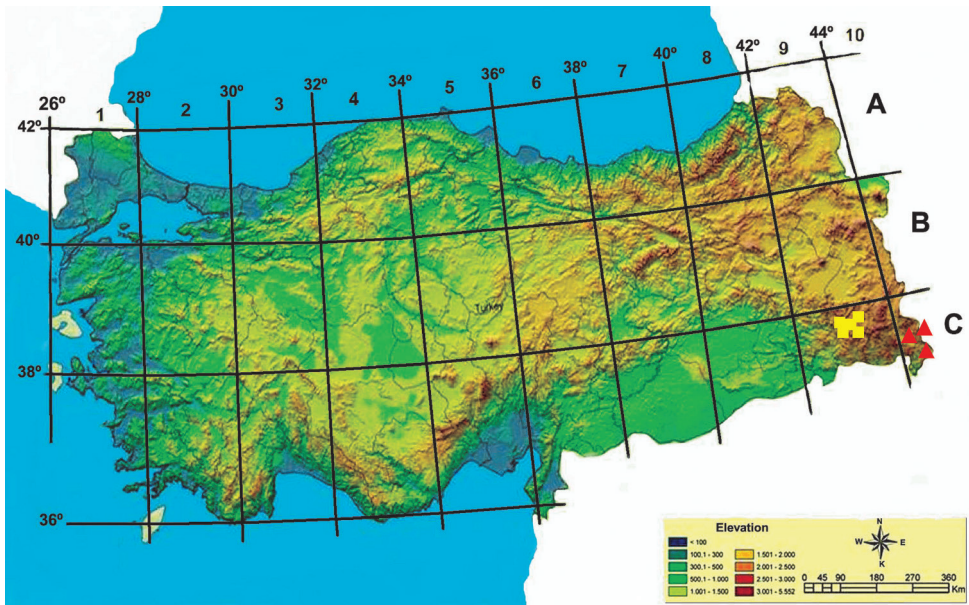 44º 10
42º 9
40º 8
38º 7
36º 6
34º 5
32º 4
30º 3
28º 2
26º 1
A
42º
B
40º
Turkey
C
38º
36º
Elevation
< 100
100.1 - 300
300.1 - 500
500.1 - 1.000
1.001 - 1.500
1.501 - 2.000
2.001 - 2.500
2.501 - 3.000
3.001 - 5.552
N
W E
K
0 45 90 180 270 360
Km